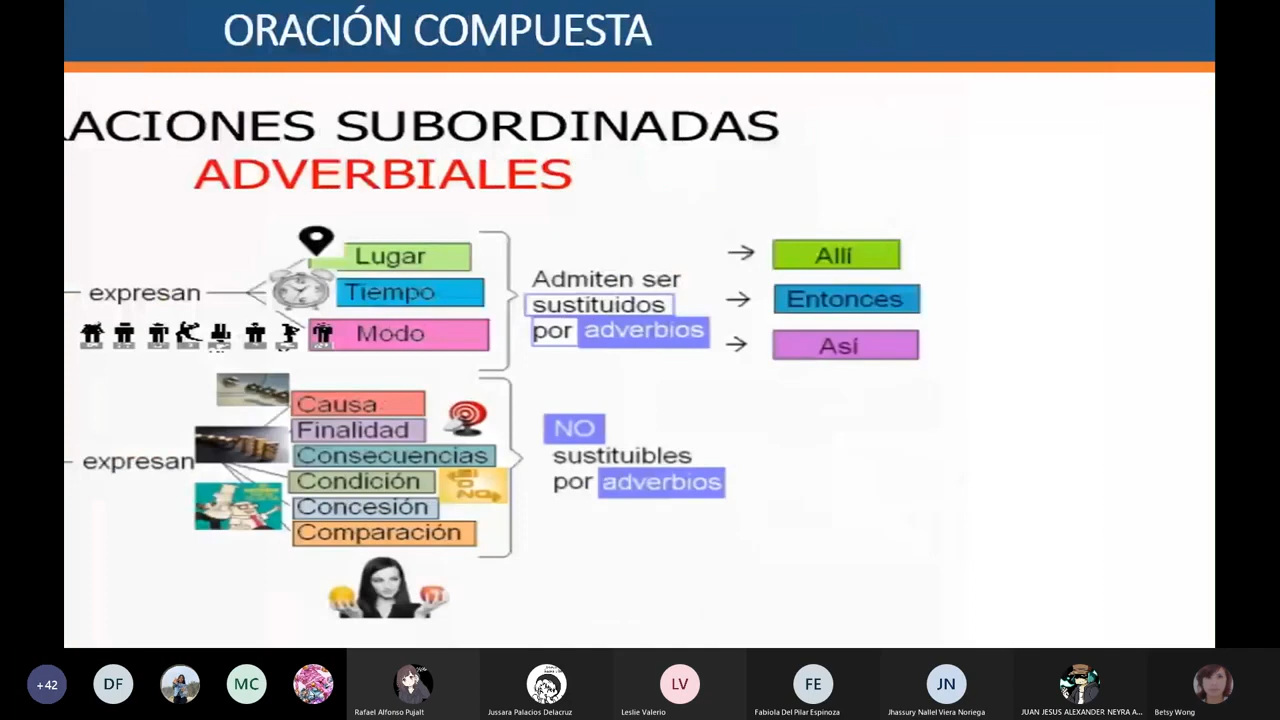 ORACIÓN COMPUESTA
RACIONES SUBORDINADAS
ADVERBIALES
expresan
Lugar
Tiempo
Modo
Admiten ser
sustituidos
por adverbios
→ Allí
→ Entonces
→ Así
expresan
Causa
Finalidad
Consecuencias
Condición
Concesión
Comparación
NO
sustituibles
por adverbios
+42
DF
MC
LV
FE
JN
Rafael Alfonso Pujalt
Jussara Palacios Delacruz
Leslie Valerio
Fabiola Del Pilar Espinoza
Jhassury Nallel Viera Noriega
JUAN JESUS ALEXANDER NEYRA A...
Betsy Wong